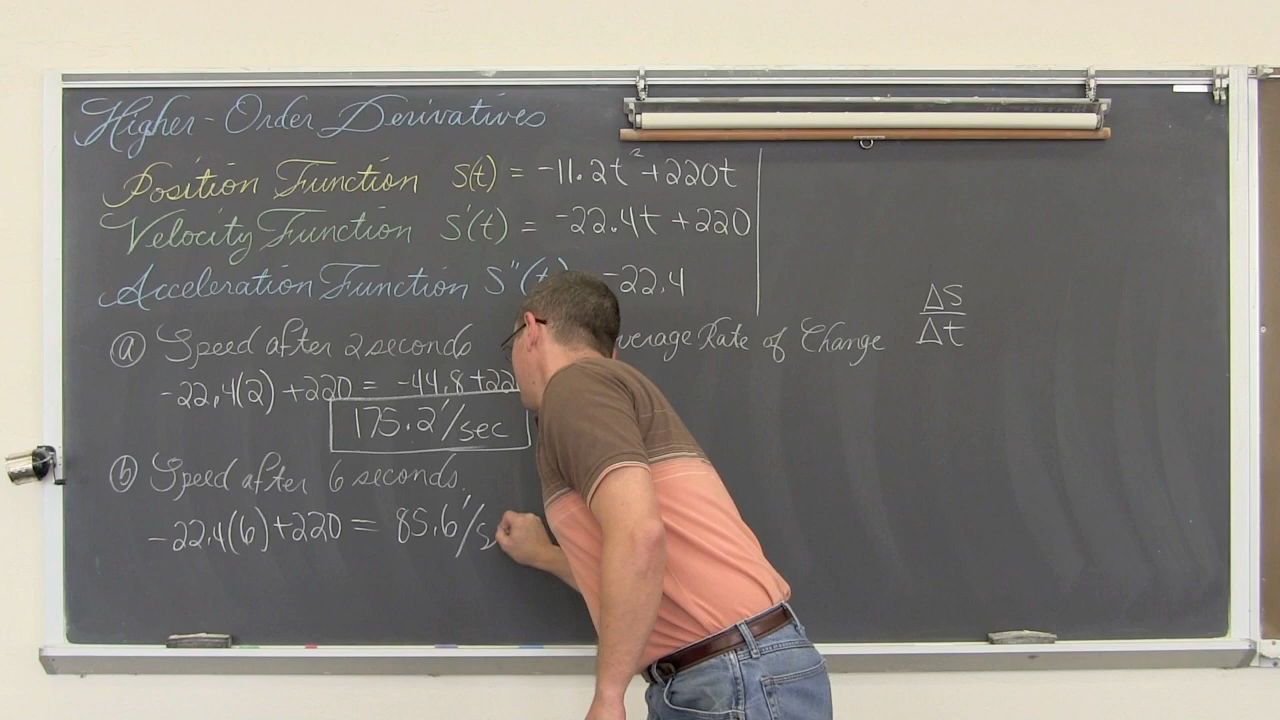 Higher-Order Derivatives
Position Function S(t) = -11.2t² + 220t
Velocity Function S'(t) = -22.4t + 220
Acceleration Function S"(t) -22.4
ⓐ Speed after 2 seconds
-22.4(2) + 220 = -44.8 + 22
175.2'/sec
ⓑ Speed after 6 seconds.
-22.4(6) + 220 = 85.6'/s
verage Rate of Change ΔS/Δt